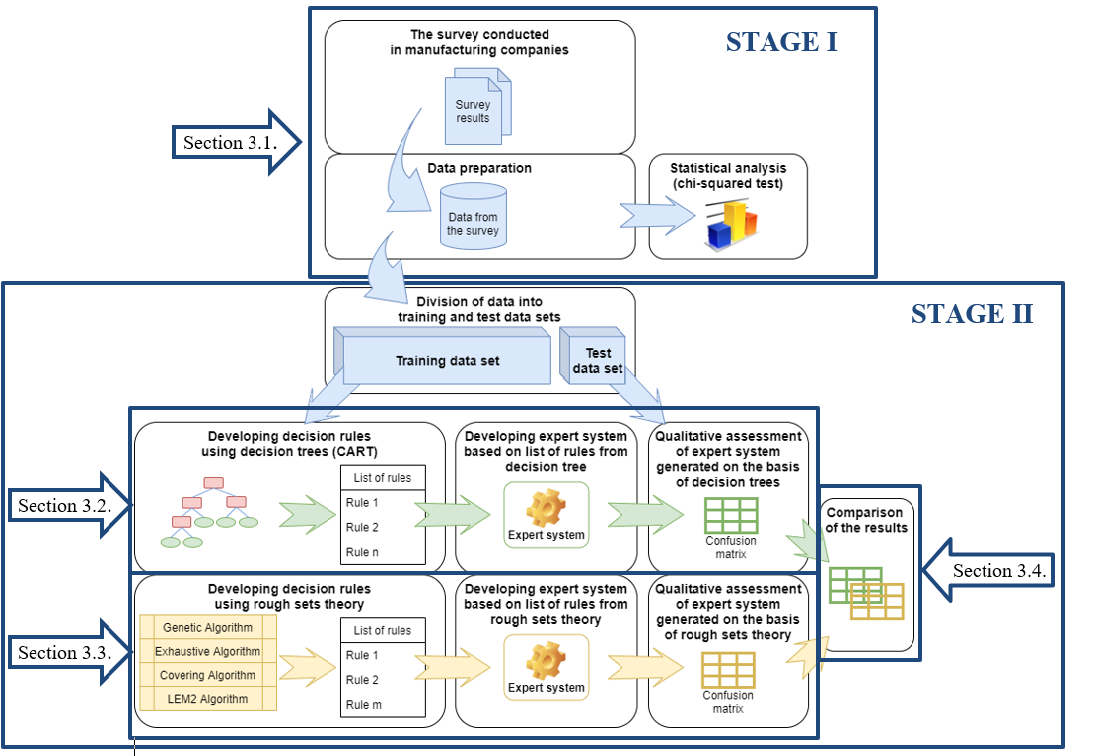 The survey conducted
in manufacturing companies
STAGE I
Survey
results
Section 3.1.
Data preparation
Data from
the survey
Statistical analysis
(chi-squared test)
STAGE II
Division of data into
training and test data sets
Training data set
Test
data set
Section 3.2.
Developing decision rules
using decision trees (CART)
List of rules
Rule 1
Rule 2
Rule n
Developing expert system
based on list of rules from
decision tree
Expert system
Qualitative assessment
of expert system
generated on the basis
of decision trees
Confusion
matrix
Comparison
of the results
Section 3.4.
Section 3.3.
Developing decision rules
using rough sets theory
Genetic Algorithm
Exhaustive Algorithm
Covering Algorithm
LEM2 Algorithm
List of rules
Rule 1
Rule 2
Rule m
Developing expert system
based on list of rules from
rough sets theory
Expert system
Qualitative assessment
of expert system
generated on the basis
of rough sets theory
Confusion
matrix